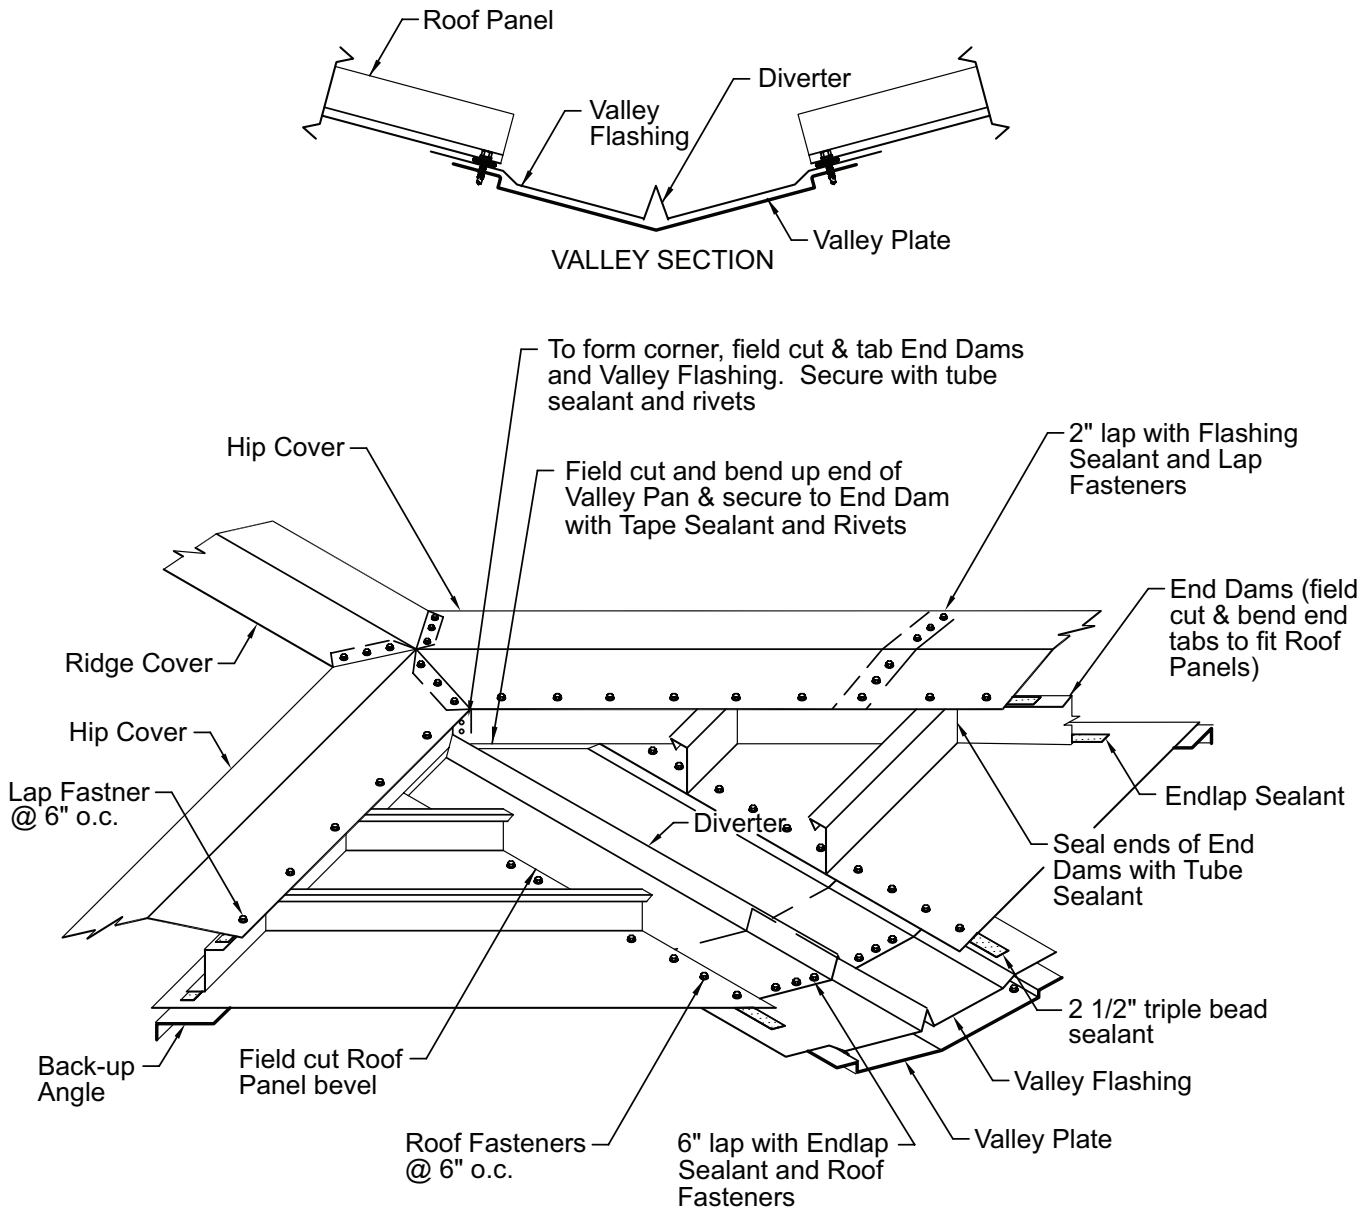 Roof Panel
Diverter
Valley
Flashing
Valley Plate
VALLEY SECTION
To form corner, field cut & tab End Dams
and Valley Flashing. Secure with tube
sealant and rivets
Hip Cover
2" lap with Flashing
Sealant and Lap
Fasteners
Field cut and bend up end of
Valley Pan & secure to End Dam
with Tape Sealant and Rivets
End Dams (field
cut & bend end
tabs to fit Roof
Panels)
Ridge Cover
Hip Cover
Lap Fastner
@ 6" o.c.
Endlap Sealant
Diverter
Seal ends of End
Dams with Tube
Sealant
2 1/2" triple bead
sealant
Back-up
Angle
Field cut Roof
Panel bevel
Valley Flashing
Roof Fasteners
@ 6" o.c.
6" lap with Endlap
Sealant and Roof
Fasteners
Valley Plate